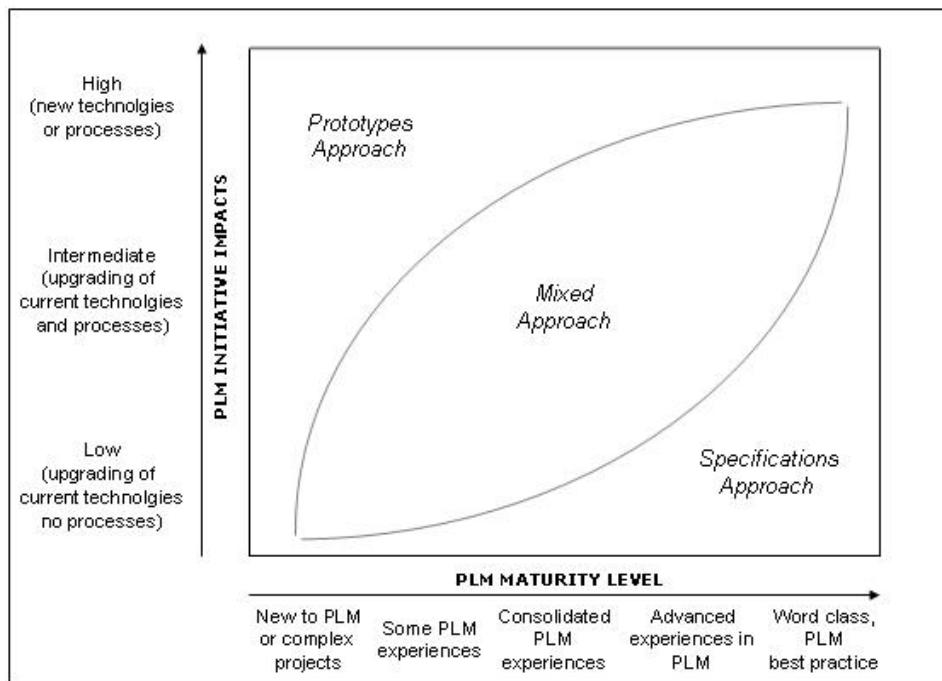 High
(new technolgies
or processes)
Intermediate
(upgrading of
current technolgies
and processes)
Low
(upgrading of
current technolgies
no processes)
PLM INITIATIVE IMPACTS
Prototypes
Approach
Mixed
Approach
Specifications
Approach
PLM MATURITY LEVEL
New to PLM
or complex
projects
Some PLM
experiences
Consolidated
PLM
experiences
Advanced
experiences in
PLM
Word class,
PLM
best practice